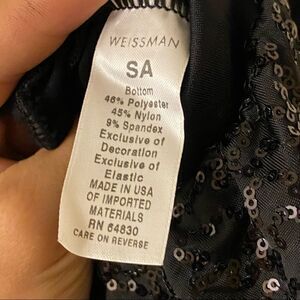 WEISSMAN
SA
Bottom
46% Polyester
45% Nylon
9% Spandex
Exclusive of
Decoration
Exclusive of
Elastic
MADE IN USA
OF IMPORTED
MATERIALS
RN 64830
CARE ON REVERSE